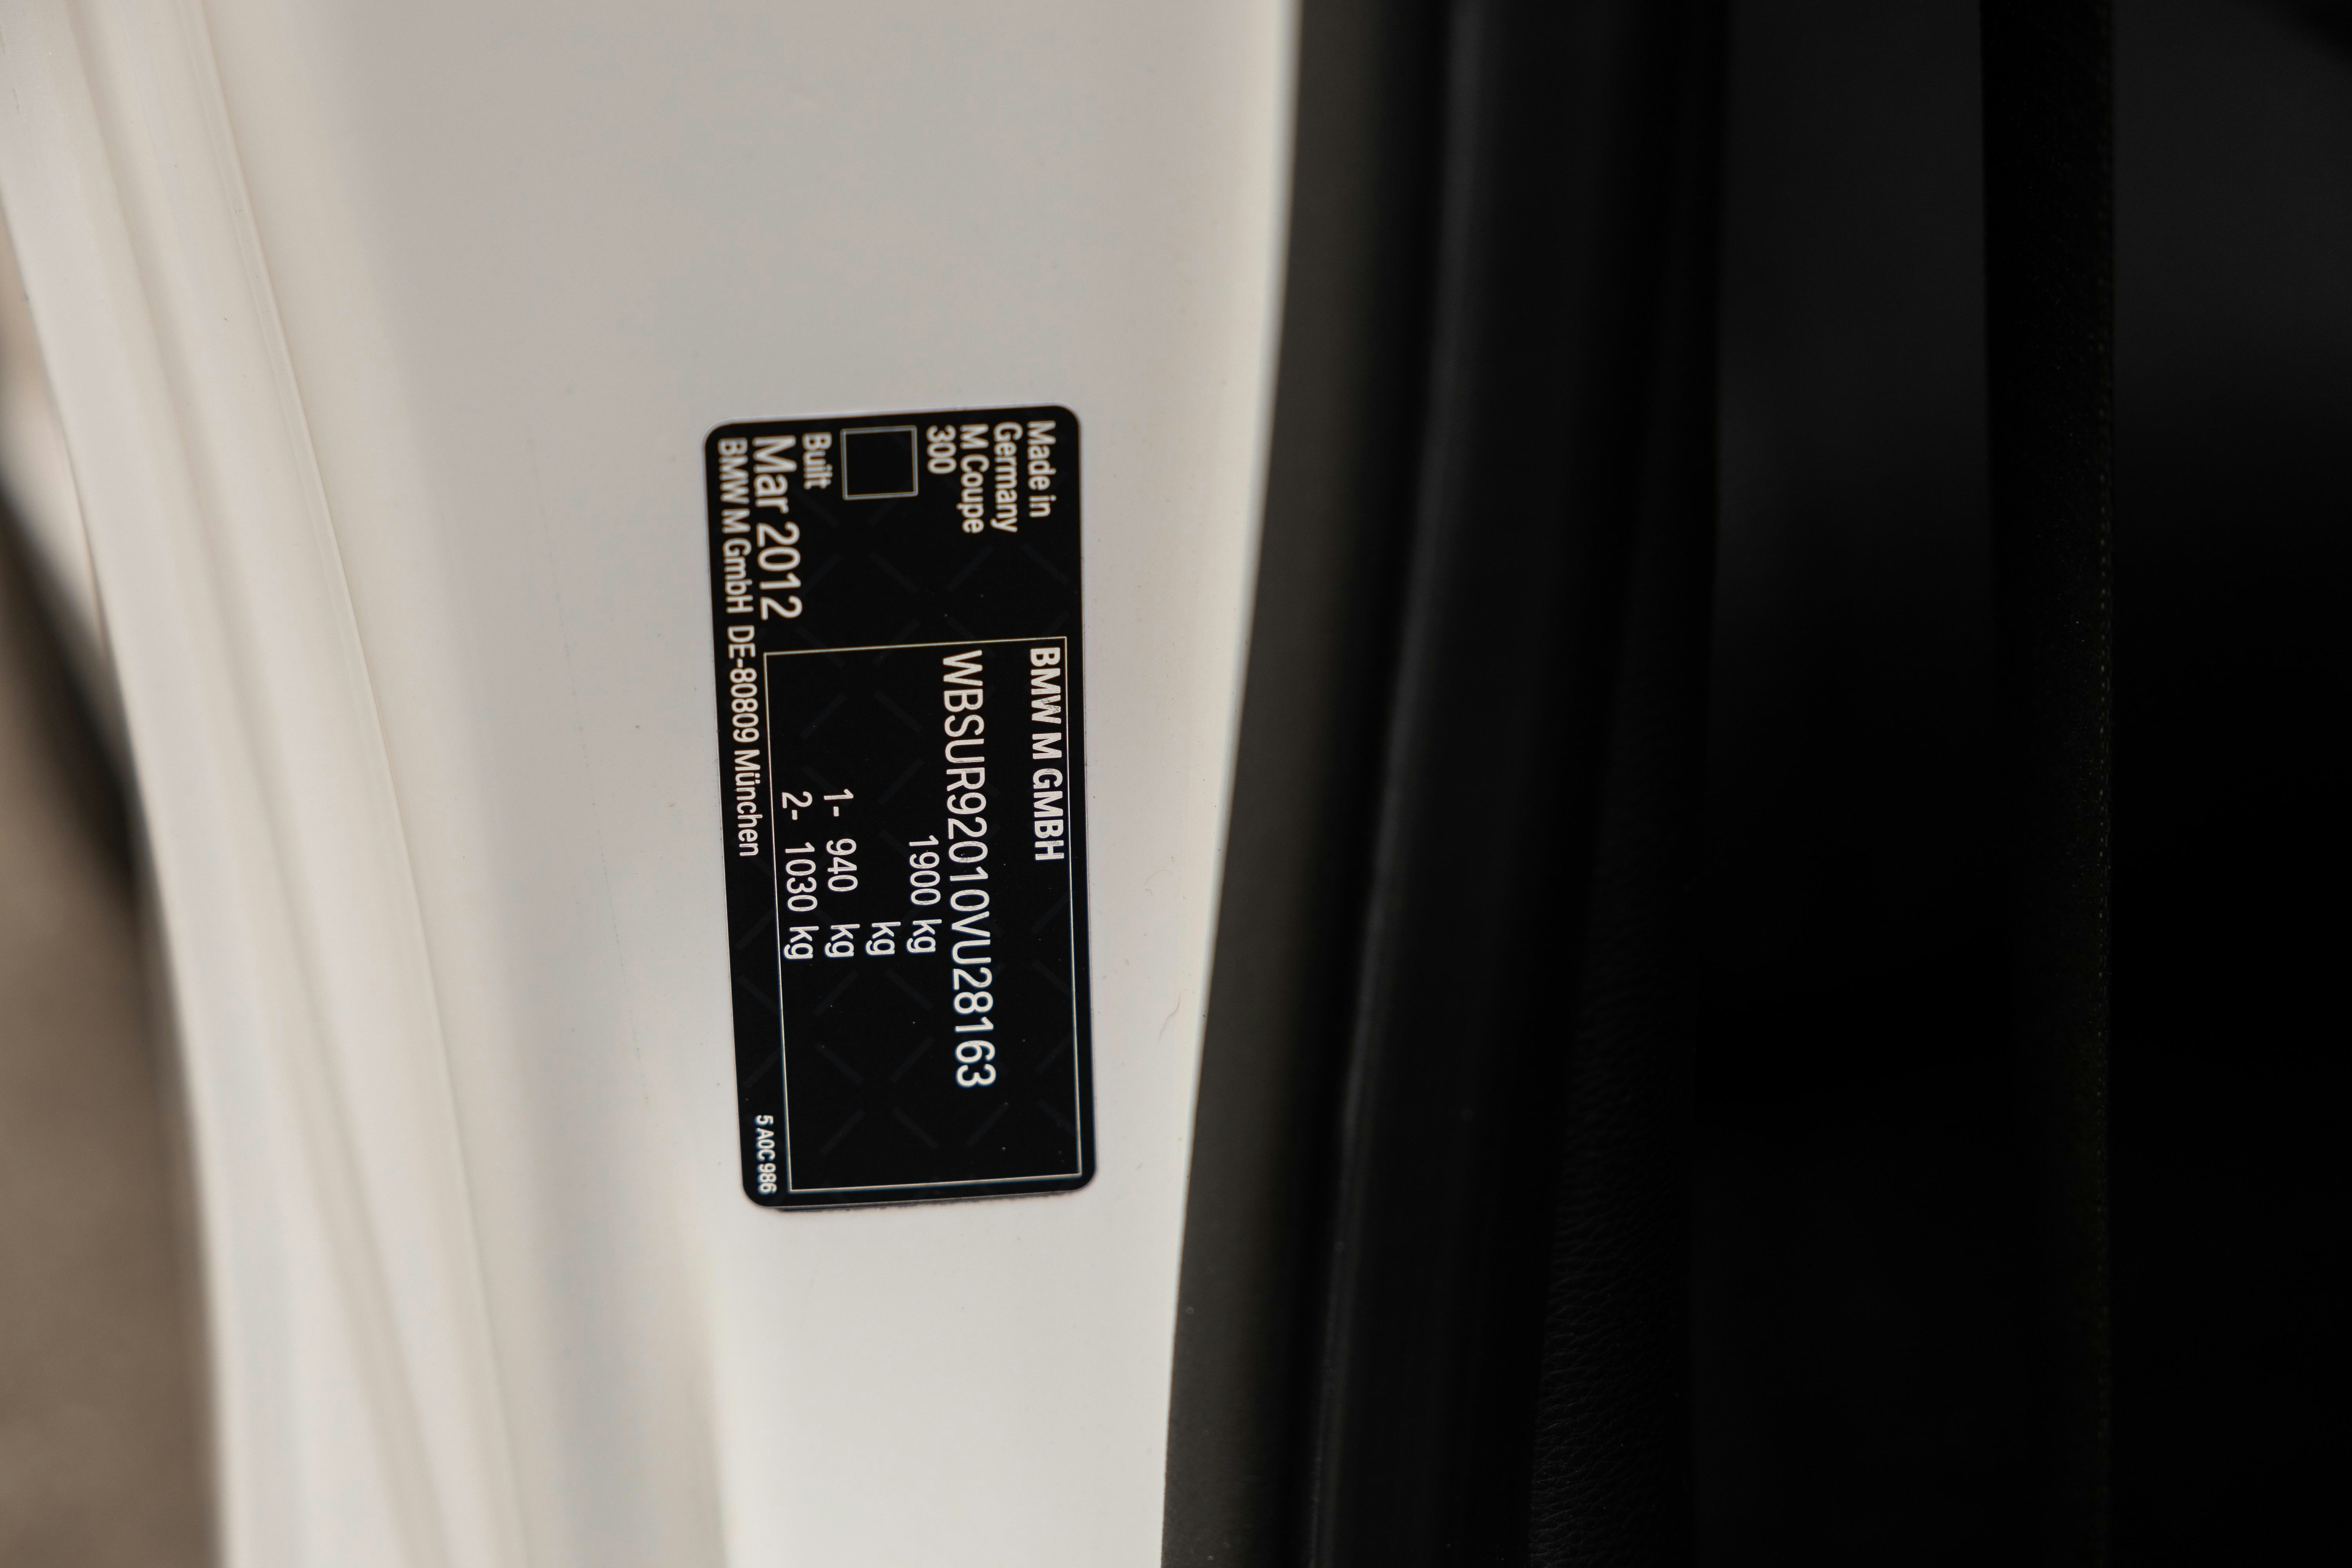 Made in
Germany
M Coupe
300
Built
Mar 2012
BMW M GmbH DE-80809 München
BMW M GMBH
WBSUR92010VU28163
1900 kg
kg
1- 940 kg
2- 1030 kg
5 A0C 986